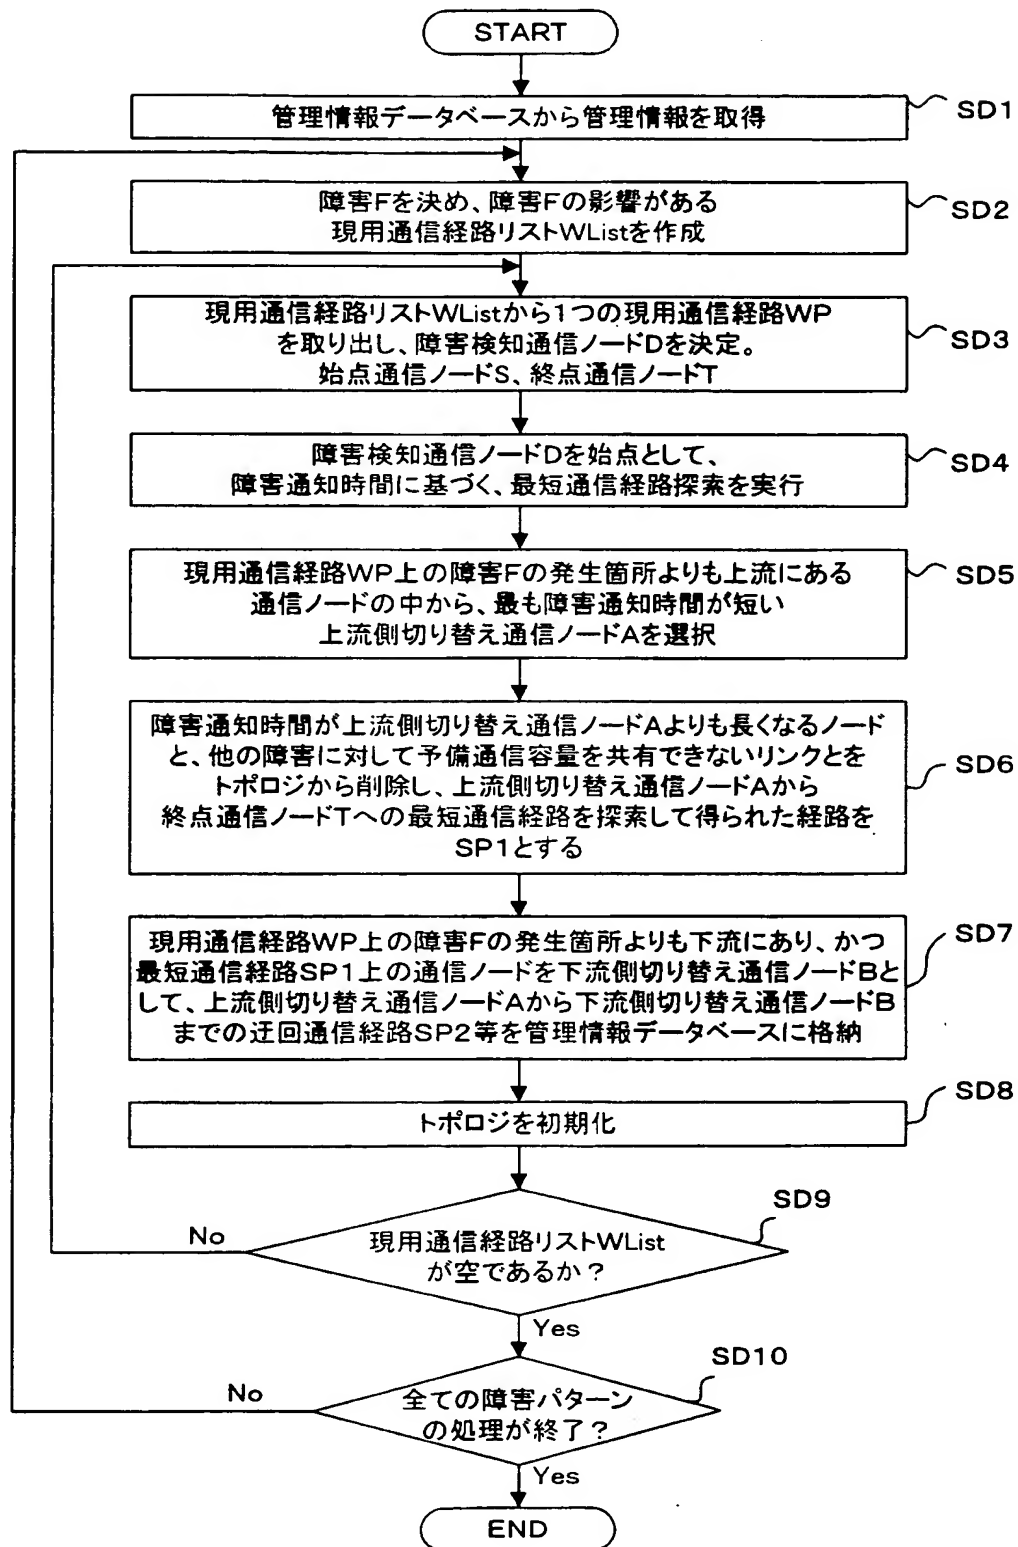 START
管理情報データベースから管理情報を取得
SD1
障害Fを決め、障害Fの影響がある
現用通信経路リストWListを作成
SD2
現用通信経路リストWListから1つの現用通信経路WP
を取り出し、障害検知通信ノードDを決定。
始点通信ノードS、終点通信ノードT
SD3
障害検知通信ノードDを始点として、
障害通知時間に基づく、最短通信経路探索を実行
SD4
現用通信経路WP上の障害Fの発生箇所よりも上流にある
通信ノードの中から、最も障害通知時間が短い
上流側切り替え通信ノードAを選択
SD5
障害通知時間が上流側切り替え通信ノードAよりも長くなるノード
と、他の障害に対して予備通信容量を共有できないリンクとを
トポロジから削除し、上流側切り替え通信ノードAから
終点通信ノードTへの最短通信経路を探索して得られた経路を
SP1とする
SD6
現用通信経路WP上の障害Fの発生箇所よりも下流にあり、かつ
最短通信経路SP1上の通信ノードを下流側切り替え通信ノードBと
して、上流側切り替え通信ノードAから下流側切り替え通信ノードB
までの迂回通信経路SP2等を管理情報データベースに格納
SD7
トポロジを初期化
SD8
現用通信経路リストWList
が空であるか？
SD9
No
Yes
全ての障害パターン
の処理が終了？
SD10
No
Yes
END